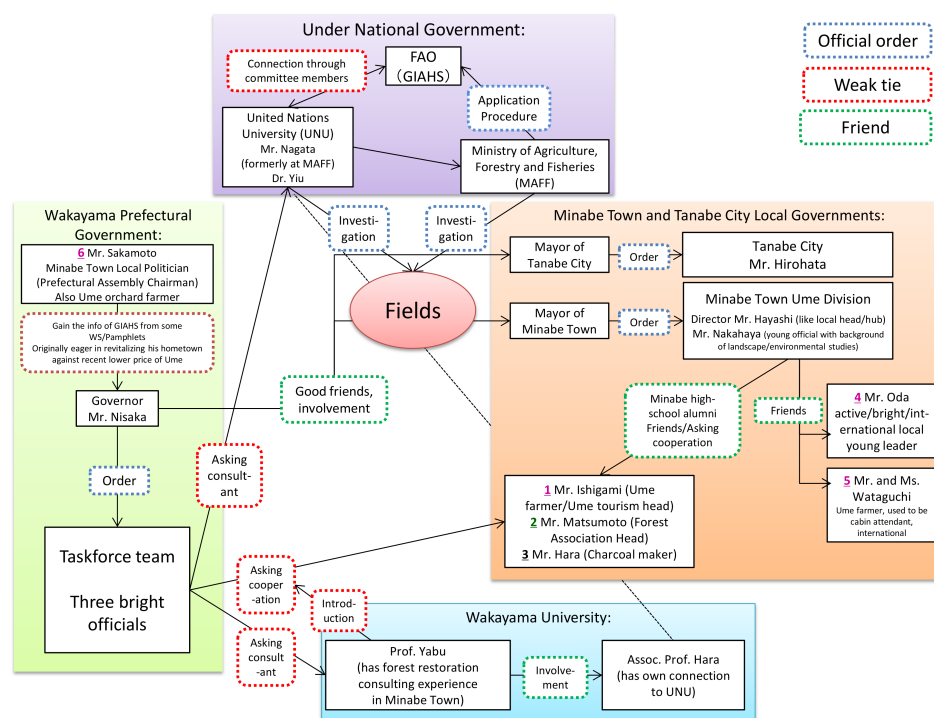 Under National Government:
Connection through
committee members
FAO
（GIAHS）
Application
Procedure
United Nations
University (UNU)
Mr. Nagata
(formerly at MAFF)
Dr. Yiu
Ministry of Agriculture,
Forestry and Fisheries
(MAFF)
Official order
Weak tie
Friend
Wakayama Prefectural
Government:
6 Mr. Sakamoto
Minabe Town Local Politician
(Prefectural Assembly Chairman)
Also Ume orchard farmer
Gain the info of GIAHS from some
WS/Pamphlets
Originally eager in revitalizing his hometown
against recent lower price of Ume
Governor
Mr. Nisaka
Order
Taskforce team
Three bright
officials
Investi-
gation
Investi-
gation
Fields
Good friends,
involvement
Asking
consult-
ant
Asking
cooper
-ation
Introd-
uction
Asking
consult
-ant
Minabe Town and Tanabe City Local Governments:
Mayor of
Tanabe City
Order
Tanabe City
Mr. Hirohata
Mayor of
Minabe Town
Order
Minabe Town Ume Division
Director Mr. Hayashi (like local head/hub)
Mr. Nakahaya (young official with background
of landscape/environmental studies)
Minabe high-
school alumni
Friends/Asking
cooperation
Friends
4 Mr. Oda
active/bright/int-
ernational local
young leader
5 Mr. and Ms.
Wataguchi
Ume farmer, used to be
cabin attendant,
international
1 Mr. Ishigami (Ume
farmer/Ume tourism head)
2 Mr. Matsumoto (Forest
Association Head)
3 Mr. Hara (Charcoal maker)
Wakayama University:
Prof. Yabu
(has forest restoration
consulting experience
in Minabe Town)
Involve-
ment
Assoc. Prof. Hara
(has own connection
to UNU)